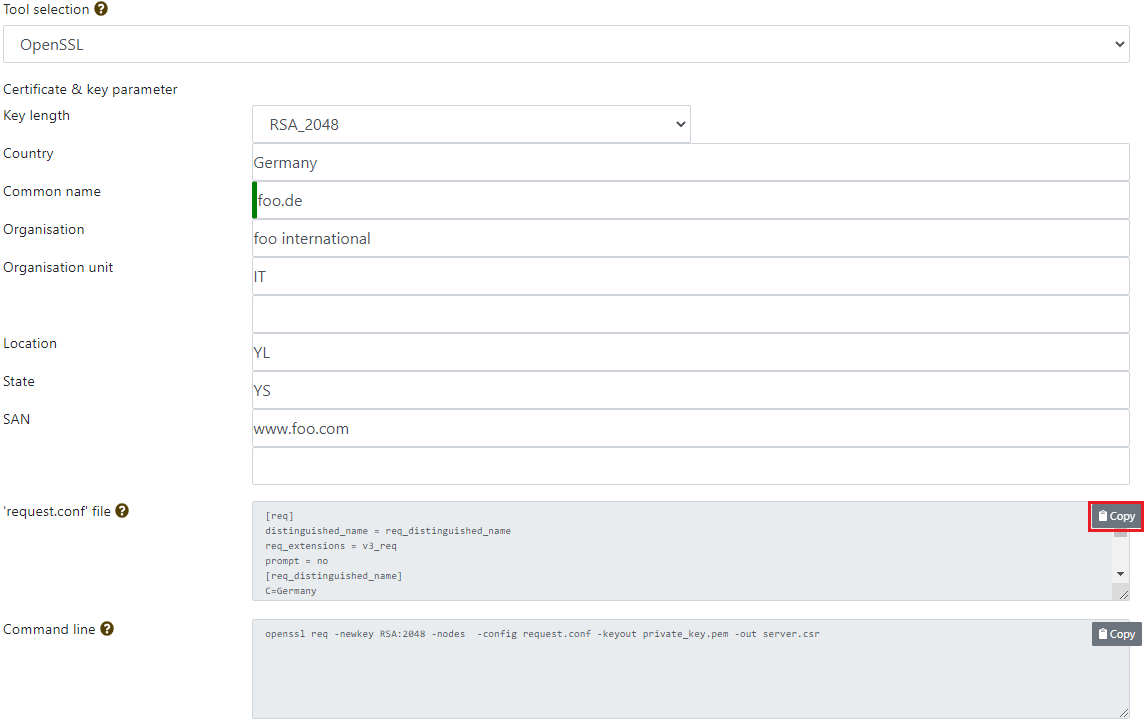 Tool selection
OpenSSL
Certificate & key parameter
Key length
RSA_2048
Country
Germany
Common name
foo.de
Organisation
foo international
Organisation unit
IT
Location
YL
State
YS
SAN
www.foo.com
'request.conf' file
[req]
distinguished_name = req_distinguished_name
req_extensions = v3_req
prompt = no
[req_distinguished_name]
C=Germany
Copy
Command line
openssl req -newkey RSA:2048 -nodes  -config request.conf -keyout private_key.pem -out server.csr
Copy